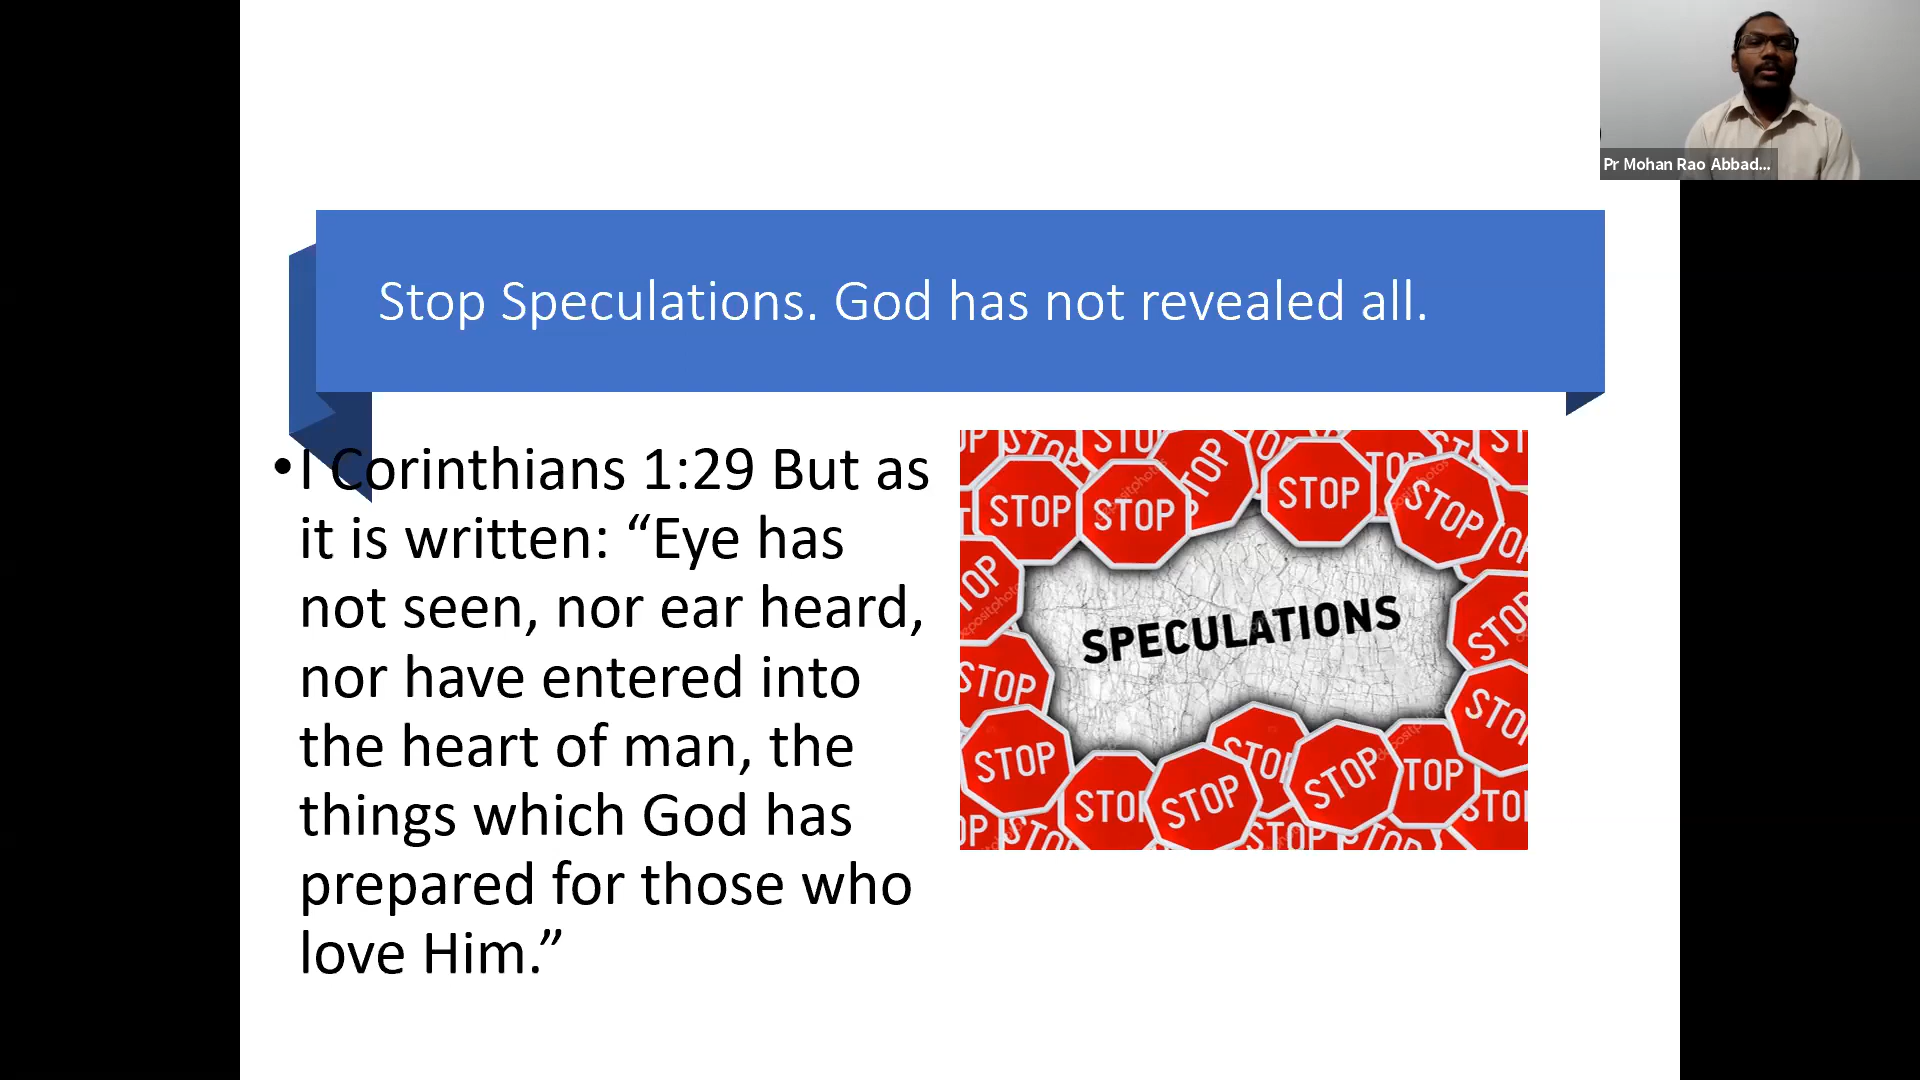 Pr Mohan Rao Abbad...
Stop Speculations. God has not revealed all.
•I Corinthians 1:29 But as
it is written: “Eye has
not seen, nor ear heard,
nor have entered into
the heart of man, the
things which God has
prepared for those who
love Him.”
STOP STOP STOP STOP STOP
SPECULATIONS
STOP
STOP STOP STOP